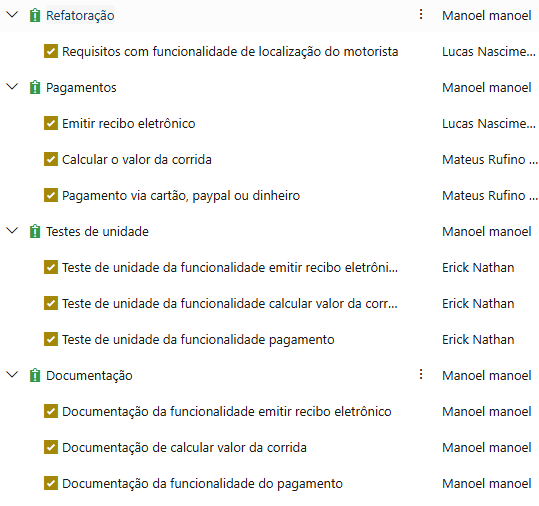 Refatoração Manoel manoel
Requisitos com funcionalidade de localização do motorista Lucas Nascime...
Pagamentos Manoel manoel
Emitir recibo eletrônico Lucas Nascime...
Calcular o valor da corrida Mateus Rufino ...
Pagamento via cartão, paypal ou dinheiro Mateus Rufino ...
Testes de unidade Manoel manoel
Teste de unidade da funcionalidade emitir recibo eletrôni... Erick Nathan
Teste de unidade da funcionalidade calcular valor da corr... Erick Nathan
Teste de unidade da funcionalidade pagamento Erick Nathan
Documentação Manoel manoel
Documentação da funcionalidade emitir recibo eletrônico Manoel manoel
Documentação de calcular valor da corrida Manoel manoel
Documentação da funcionalidade do pagamento Manoel manoel